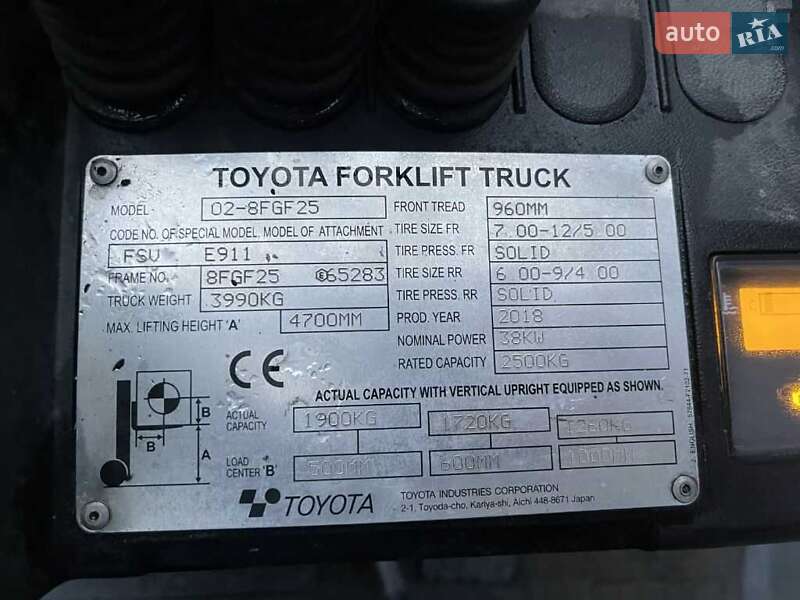 auto RIA
.com
TOYOTA FORKLIFT TRUCK
MODEL 02-8FGF25
CODE NO. OF SPECIAL MODEL. MODEL OF ATTACHMENT
FSV E911
FRAME NO. 8FGF25 65283
TRUCK WEIGHT 3990KG
MAX. LIFTING HEIGHT 'A' 4700MM
FRONT TREAD 960MM
TIRE SIZE FR 7.00-12/5.00
TIRE PRESS. FR SOLID
TIRE SIZE RR 6.00-9/4.00
TIRE PRESS. RR SOLID
PROD. YEAR 2018
NOMINAL POWER 38KW
RATED CAPACITY 2500KG
CE
ACTUAL CAPACITY WITH VERTICAL UPRIGHT EQUIPPED AS SHOWN.
ACTUAL CAPACITY 1900KG 1720KG 1260KG
LOAD CENTER 'B' 500MM 600MM 1000MM
B
B
A
TOYOTA
TOYOTA INDUSTRIES CORPORATION
2-1, Toyoda-cho, Kariya-shi, Aichi 448-8671 Japan